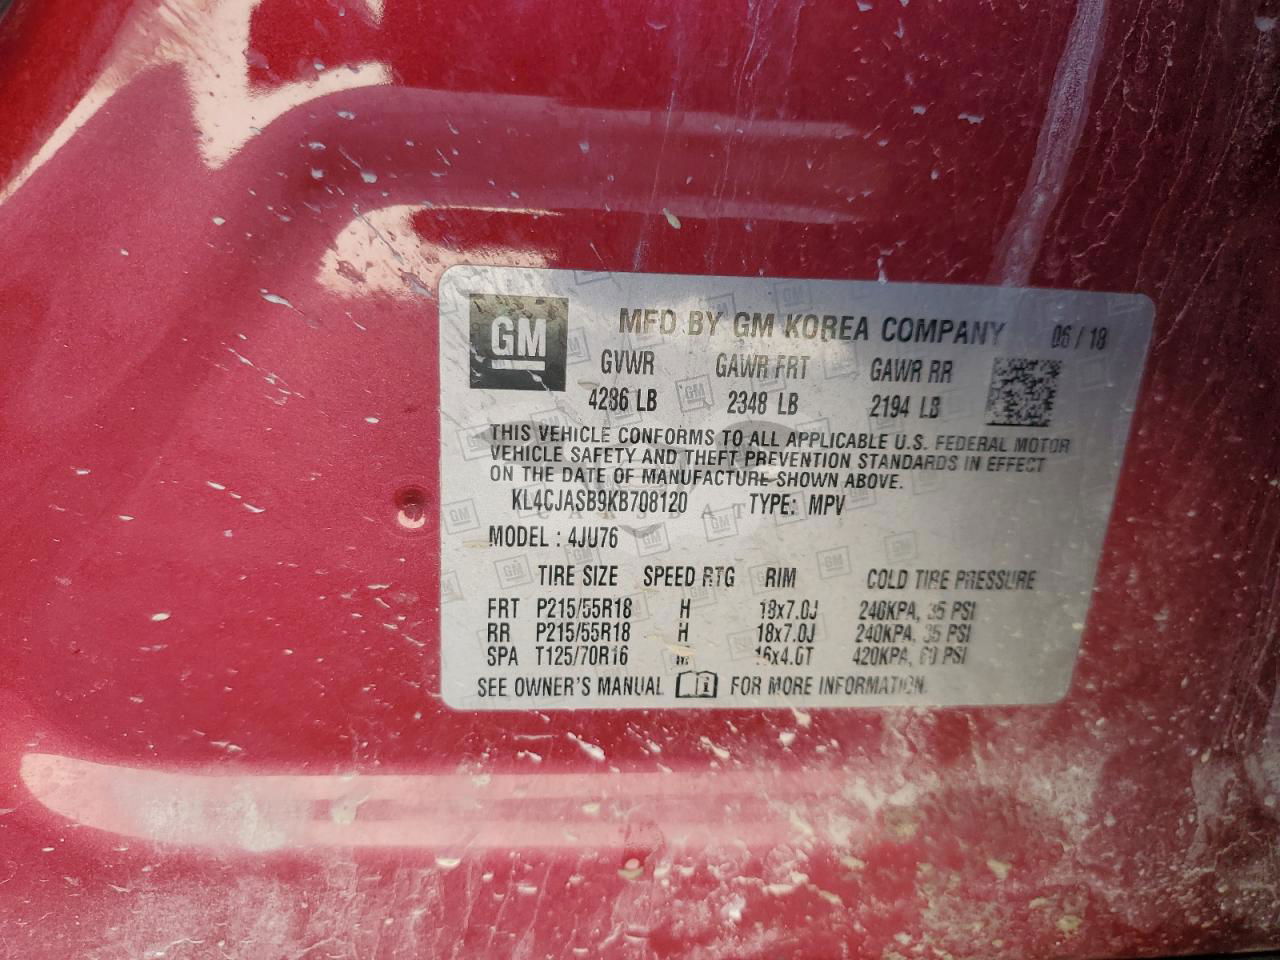 GM
MFD BY GM KOREA COMPANY 06 / 18
GVWR GAWR FRT GAWR RR
4286 LB 2348 LB 2194 LB
THIS VEHICLE CONFORMS TO ALL APPLICABLE U.S. FEDERAL MOTOR
VEHICLE SAFETY AND THEFT PREVENTION STANDARDS IN EFFECT
ON THE DATE OF MANUFACTURE SHOWN ABOVE.
KL4CJASB9KB708120 TYPE: MPV
MODEL : 4JU76
TIRE SIZE SPEED RTG RIM COLD TIRE PRESSURE
FRT P215/55R18 H 18x7.0J 240KPA, 35 PSI
RR P215/55R18 H 18x7.0J 240KPA, 35 PSI
SPA T125/70R16 M 16x4.0T 420KPA, 60 PSI
SEE OWNER'S MANUAL FOR MORE INFORMATION.